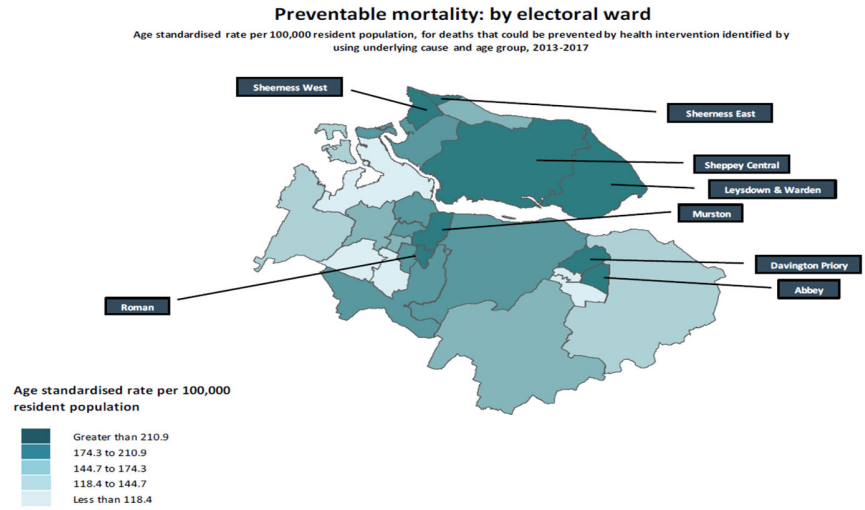 Preventable mortality: by electoral ward
Age standardised rate per 100,000 resident population, for deaths that could be prevented by health intervention identified by
using underlying cause and age group, 2013-2017
Sheerness West
Sheerness East
Sheppey Central
Leysdown & Warden
Murston
Davington Priory
Abbey
Roman
Age standardised rate per 100,000
resident population
Greater than 210.9
174.3 to 210.9
144.7 to 174.3
118.4 to 144.7
Less than 118.4